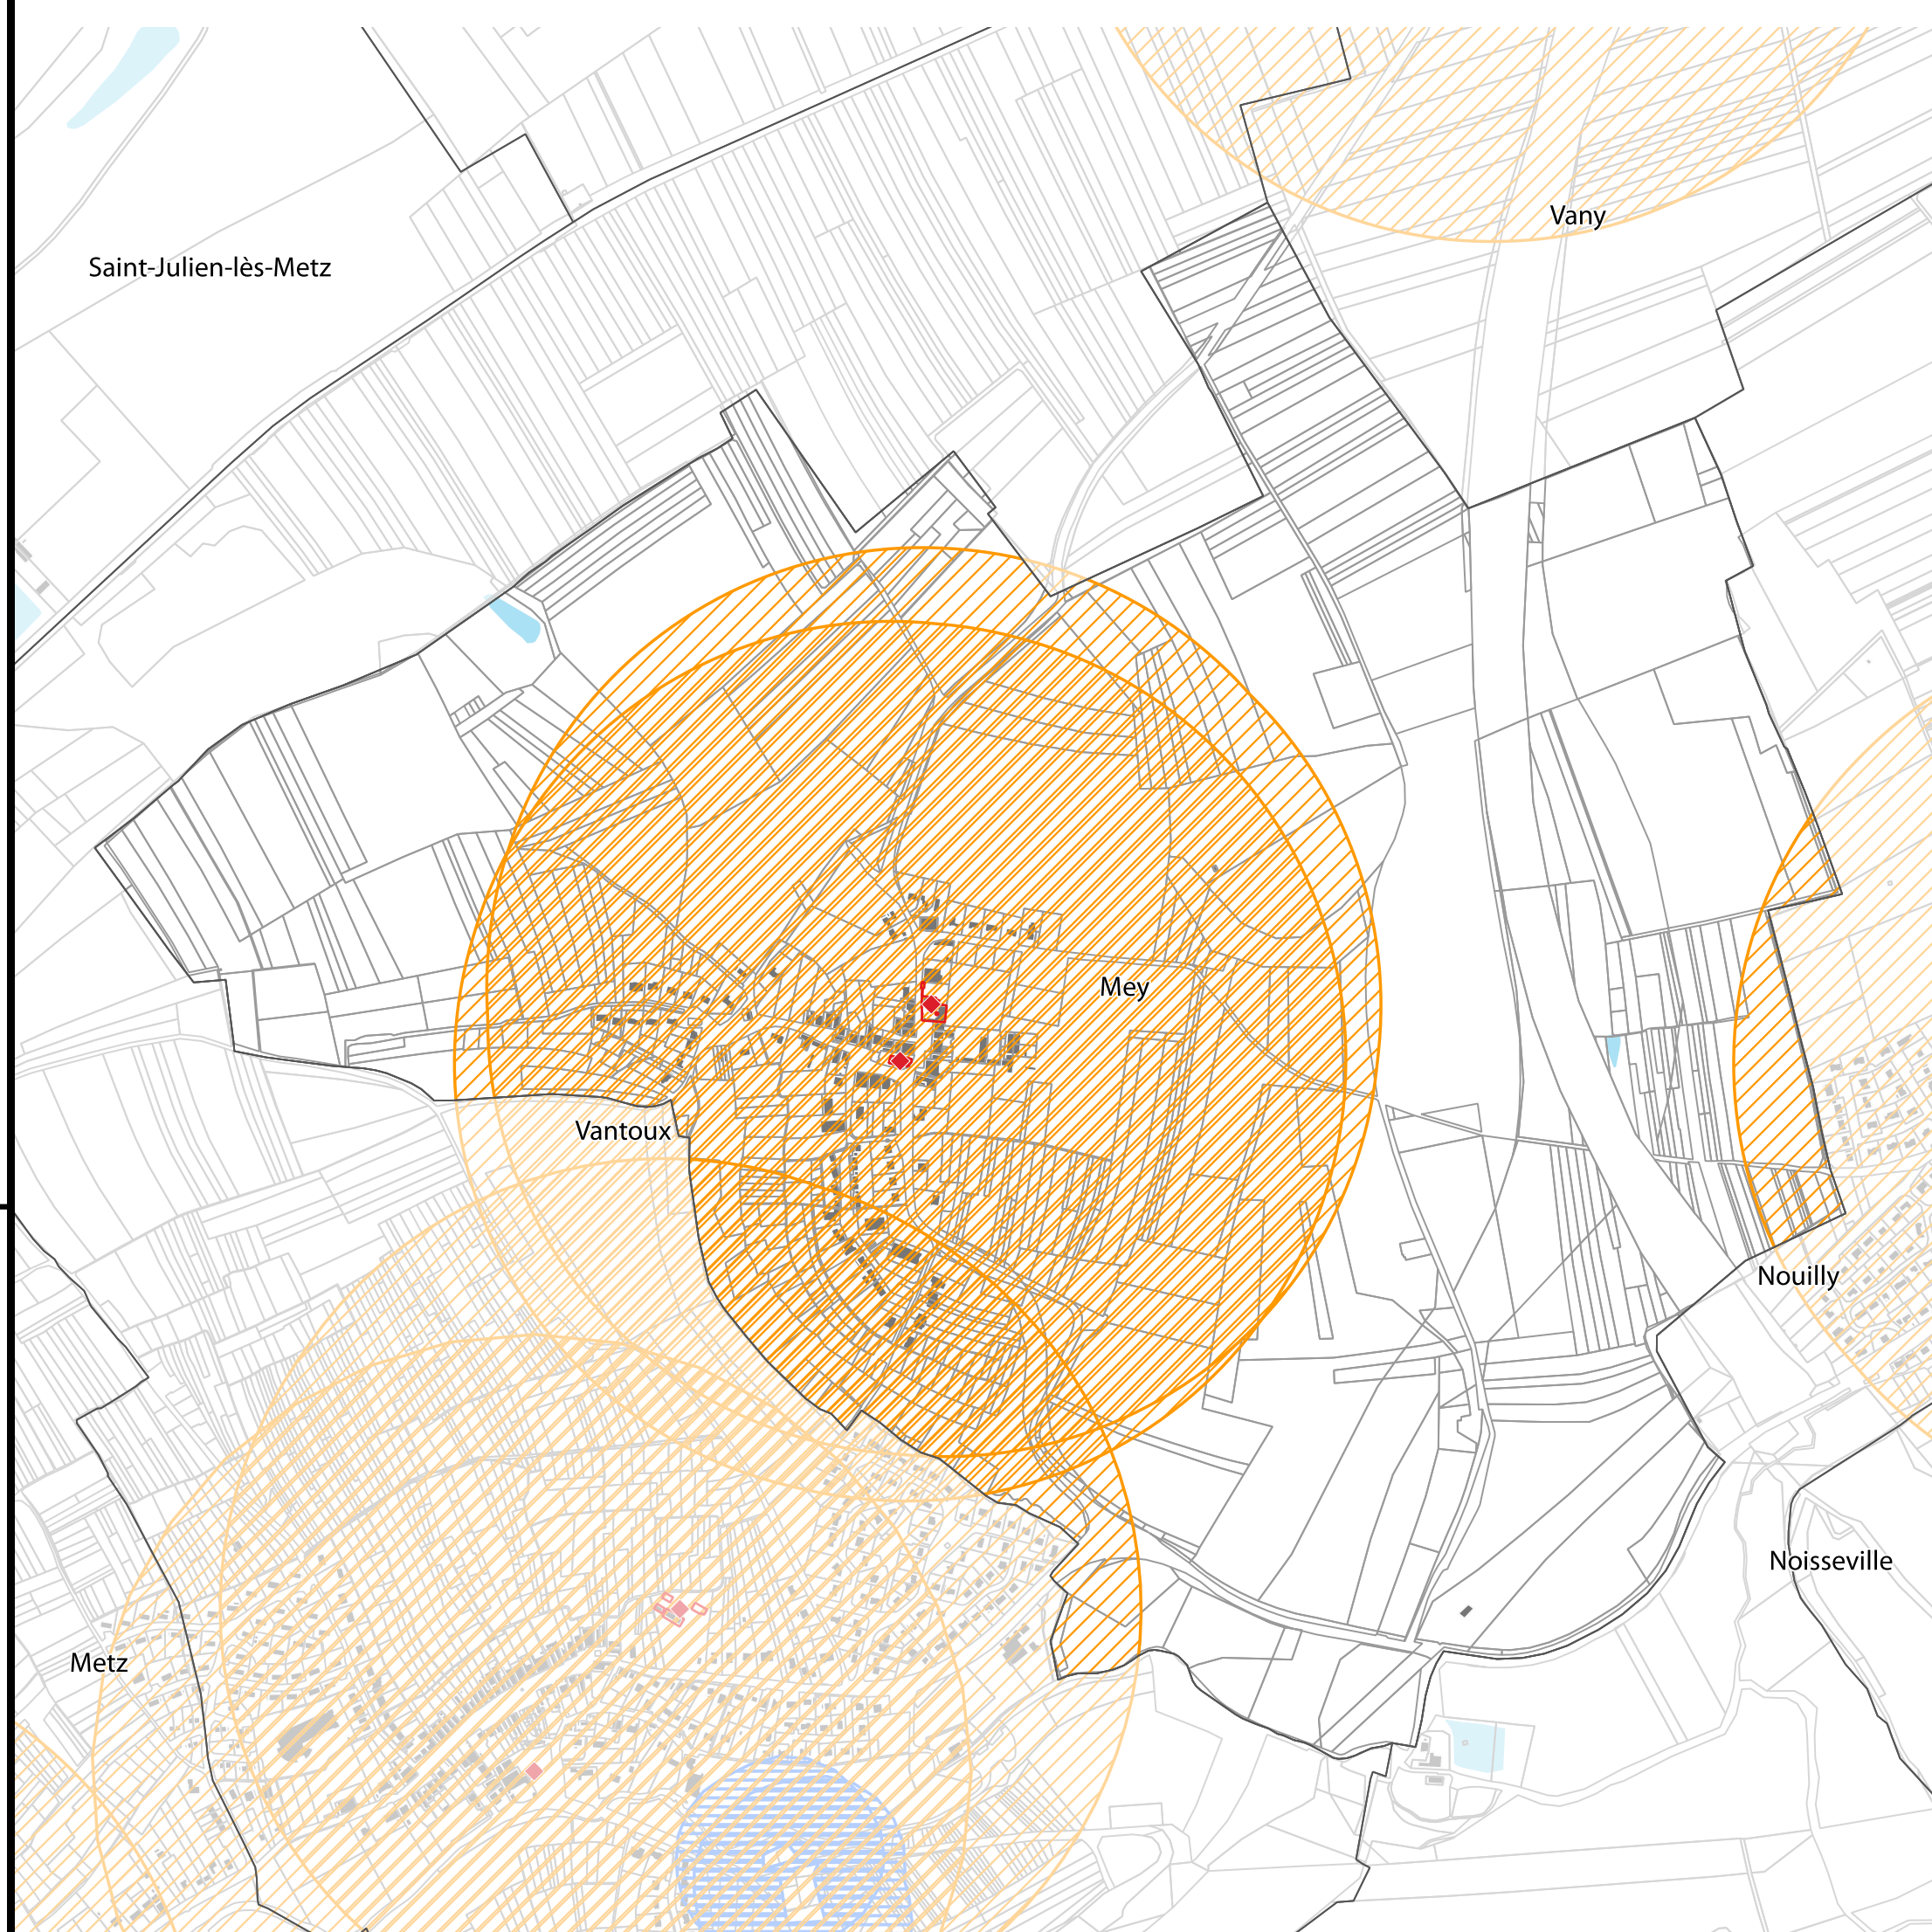 Vany
Saint-Julien-lès-Metz
Mey
Vantoux
Nouilly
Noisseville
Metz